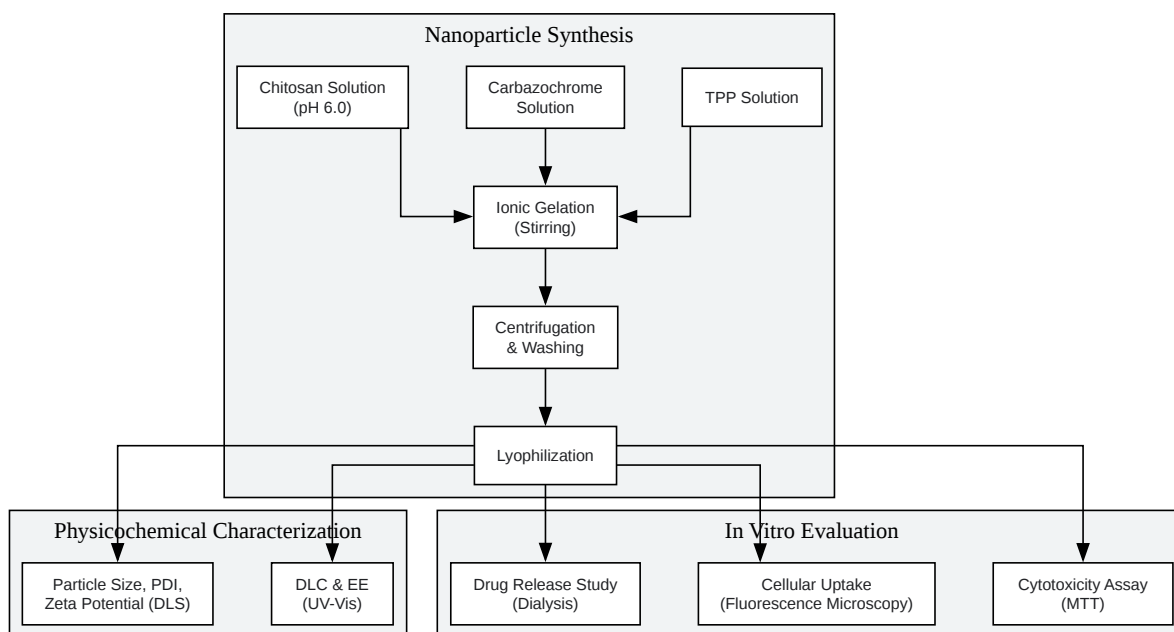 Nanoparticle Synthesis
Chitosan Solution
(pH 6.0)
Carbazochrome
Solution
TPP Solution
Ionic Gelation
(Stirring)
Centrifugation
& Washing
Lyophilization
Physicochemical Characterization
In Vitro Evaluation
Particle Size, PDI,
Zeta Potential (DLS)
DLC & EE
(UV-Vis)
Drug Release Study
(Dialysis)
Cellular Uptake
(Fluorescence Microscopy)
Cytotoxicity Assay
(MTT)